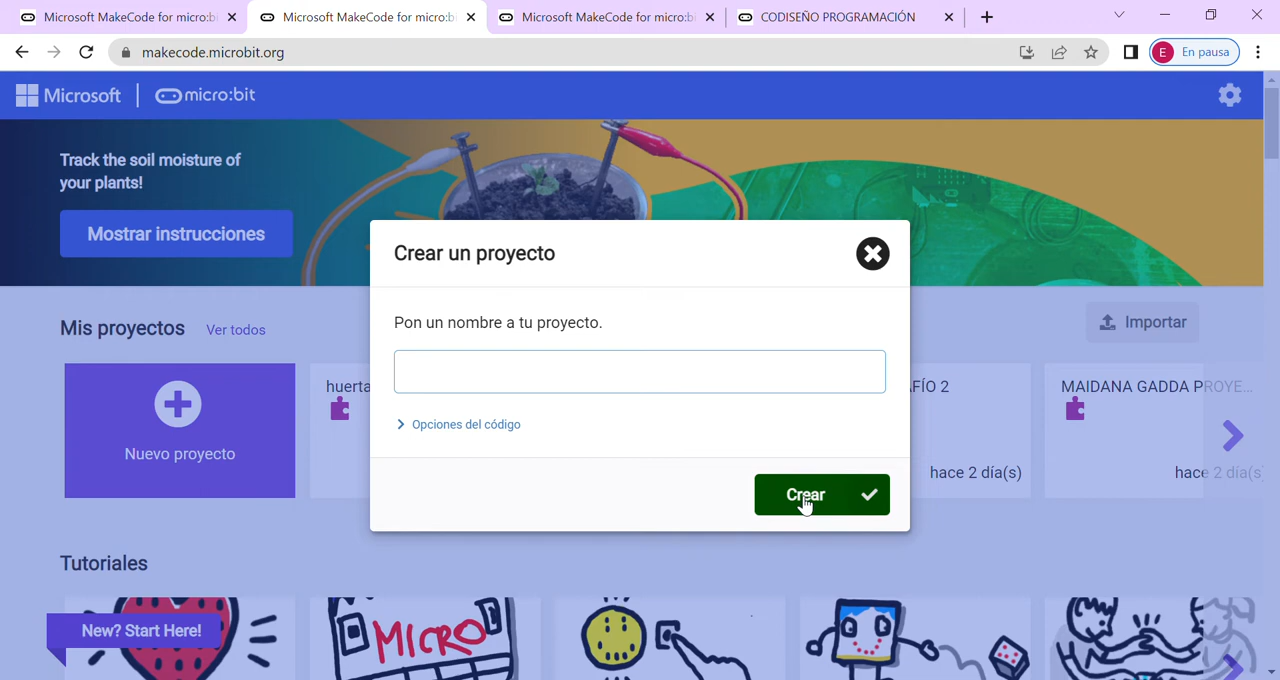 Microsoft MakeCode for micro:bi
Microsoft MakeCode for micro:bi
Microsoft MakeCode for micro:bi
CODISEÑO PROGRAMACIÓN
makecode.microbit.org
E En pausa
Microsoft micro:bit
Track the soil moisture of
your plants!
Mostrar instrucciones
Crear un proyecto
Pon un nombre a tu proyecto.
Mis proyectos Ver todos
Importar
Nuevo proyecto
huerta
FÍO 2
hace 2 día(s)
MAIDANA GADDA PROYE...
hace 2 día(s
Opciones del código
Crear
Tutoriales
New? Start Here!
MICRO